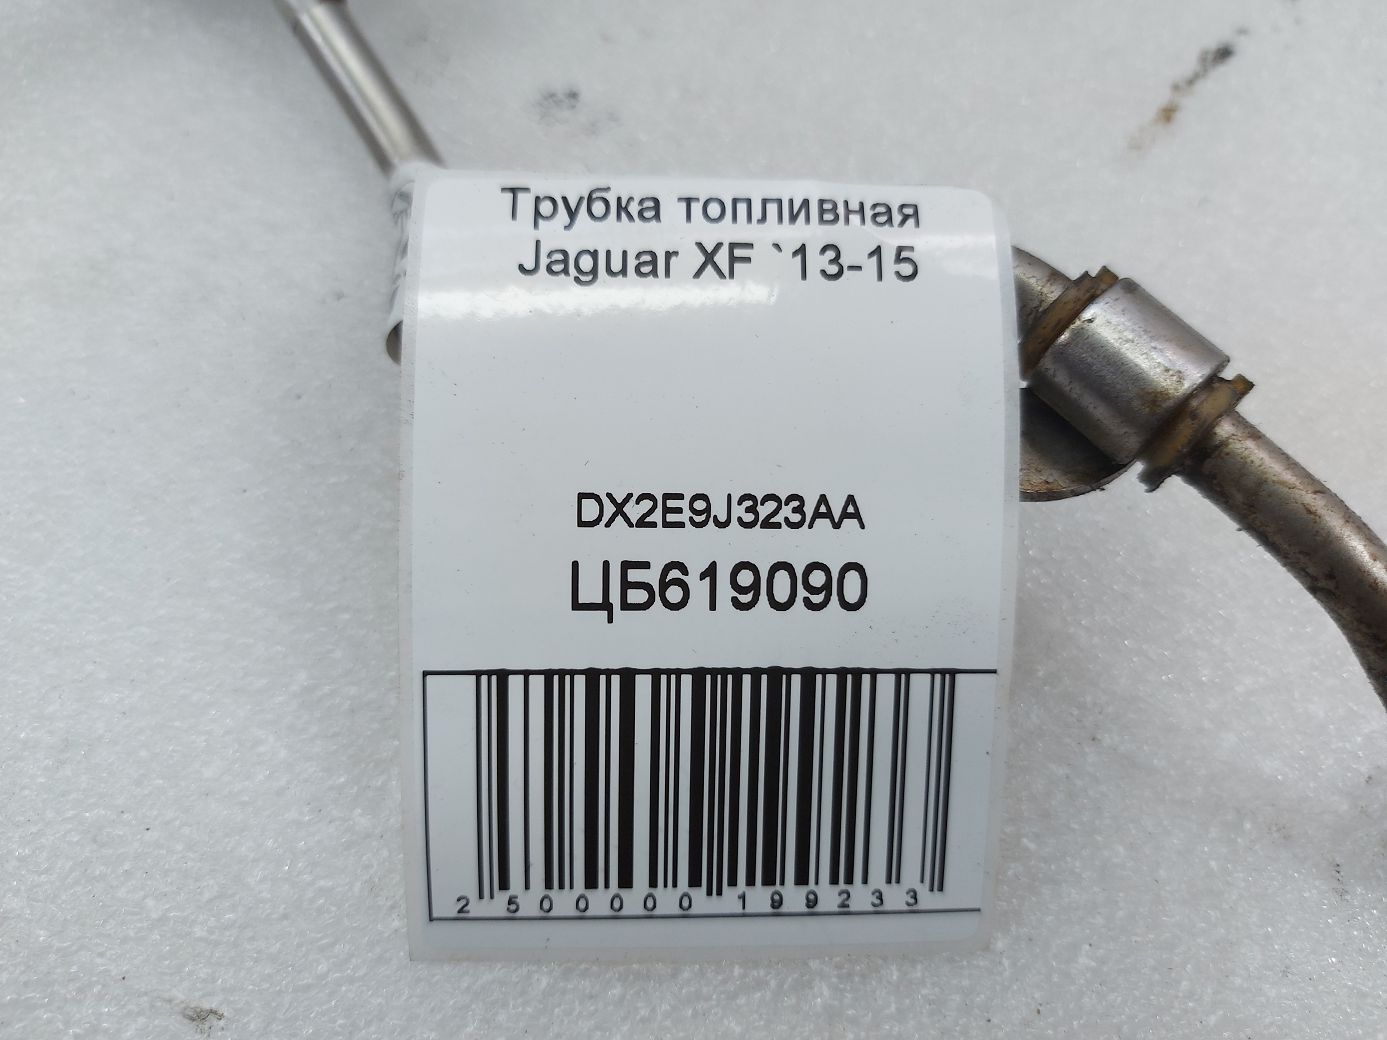 Трубка топливная
Jaguar XF `13-15
DX2E9J323AA
ЦБ619090
2 500000 199233